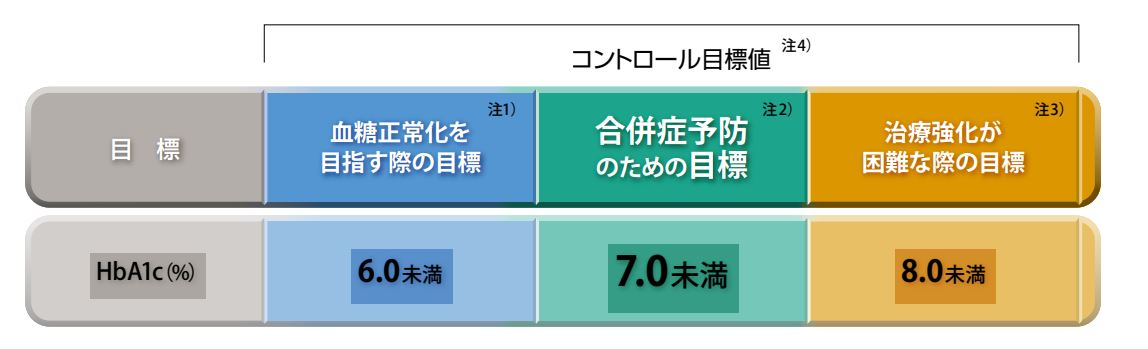 コントロール目標値 注4)
目 標
血糖正常化を 注1)
目指す際の目標
合併症予防 注2)
のための目標
治療強化が 注3)
困難な際の目標
HbA1c(%)
6.0未満
7.0未満
8.0未満